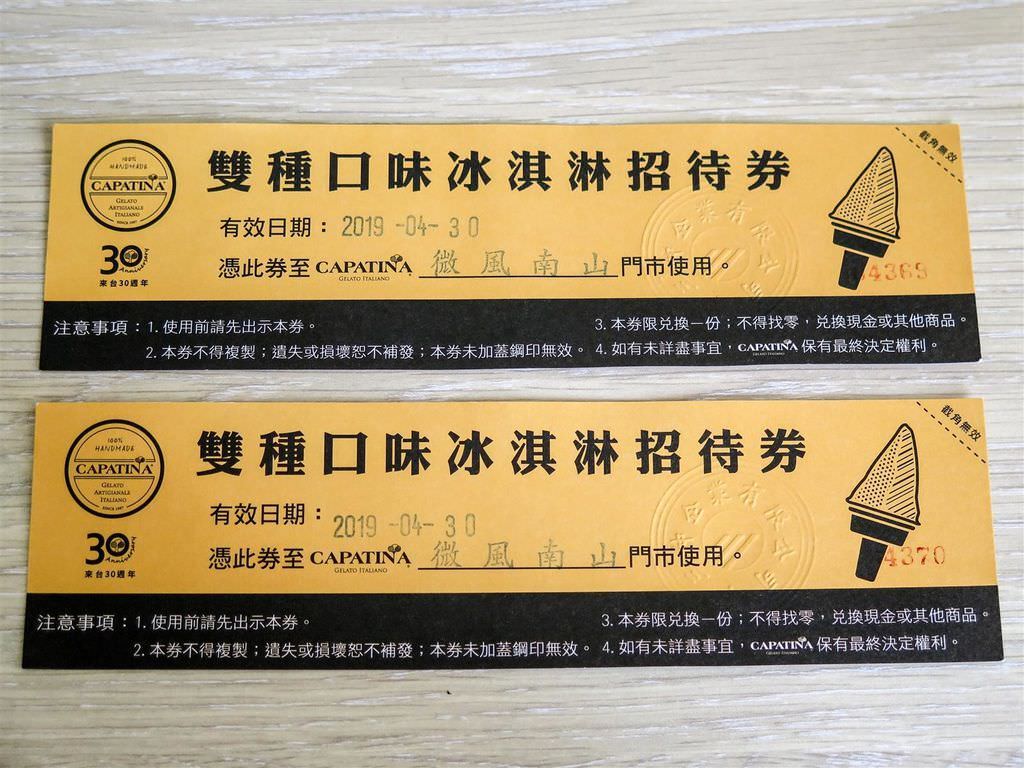 100%
HANDMADE
CAPATINA
GELATO
ARTIGIANALE
ITALIANO
SINCE 1987
30 Anniversary
來台30週年
雙種口味冰淇淋招待券
截角無效
有效日期：2019-04-30
憑此券至 CAPATINA 微風南山 門市使用。
GELATO ITALIANO
4369
注意事項：1. 使用前請先出示本券。
2. 本券不得複製；遺失或損壞恕不補發；本券未加蓋鋼印無效。
3. 本券限兌換一份；不得找零，兌換現金或其他商品。
4. 如有未詳盡事宜，CAPATINA 保有最終決定權利。
GELATO ITALIANO
100%
HANDMADE
CAPATINA
GELATO
ARTIGIANALE
ITALIANO
SINCE 1987
30 Anniversary
來台30週年
雙種口味冰淇淋招待券
截角無效
有效日期：2019-04-30
憑此券至 CAPATINA 微風南山 門市使用。
GELATO ITALIANO
4370
注意事項：1. 使用前請先出示本券。
2. 本券不得複製；遺失或損壞恕不補發；本券未加蓋鋼印無效。
3. 本券限兌換一份；不得找零，兌換現金或其他商品。
4. 如有未詳盡事宜，CAPATINA 保有最終決定權利。
GELATO ITALIANO